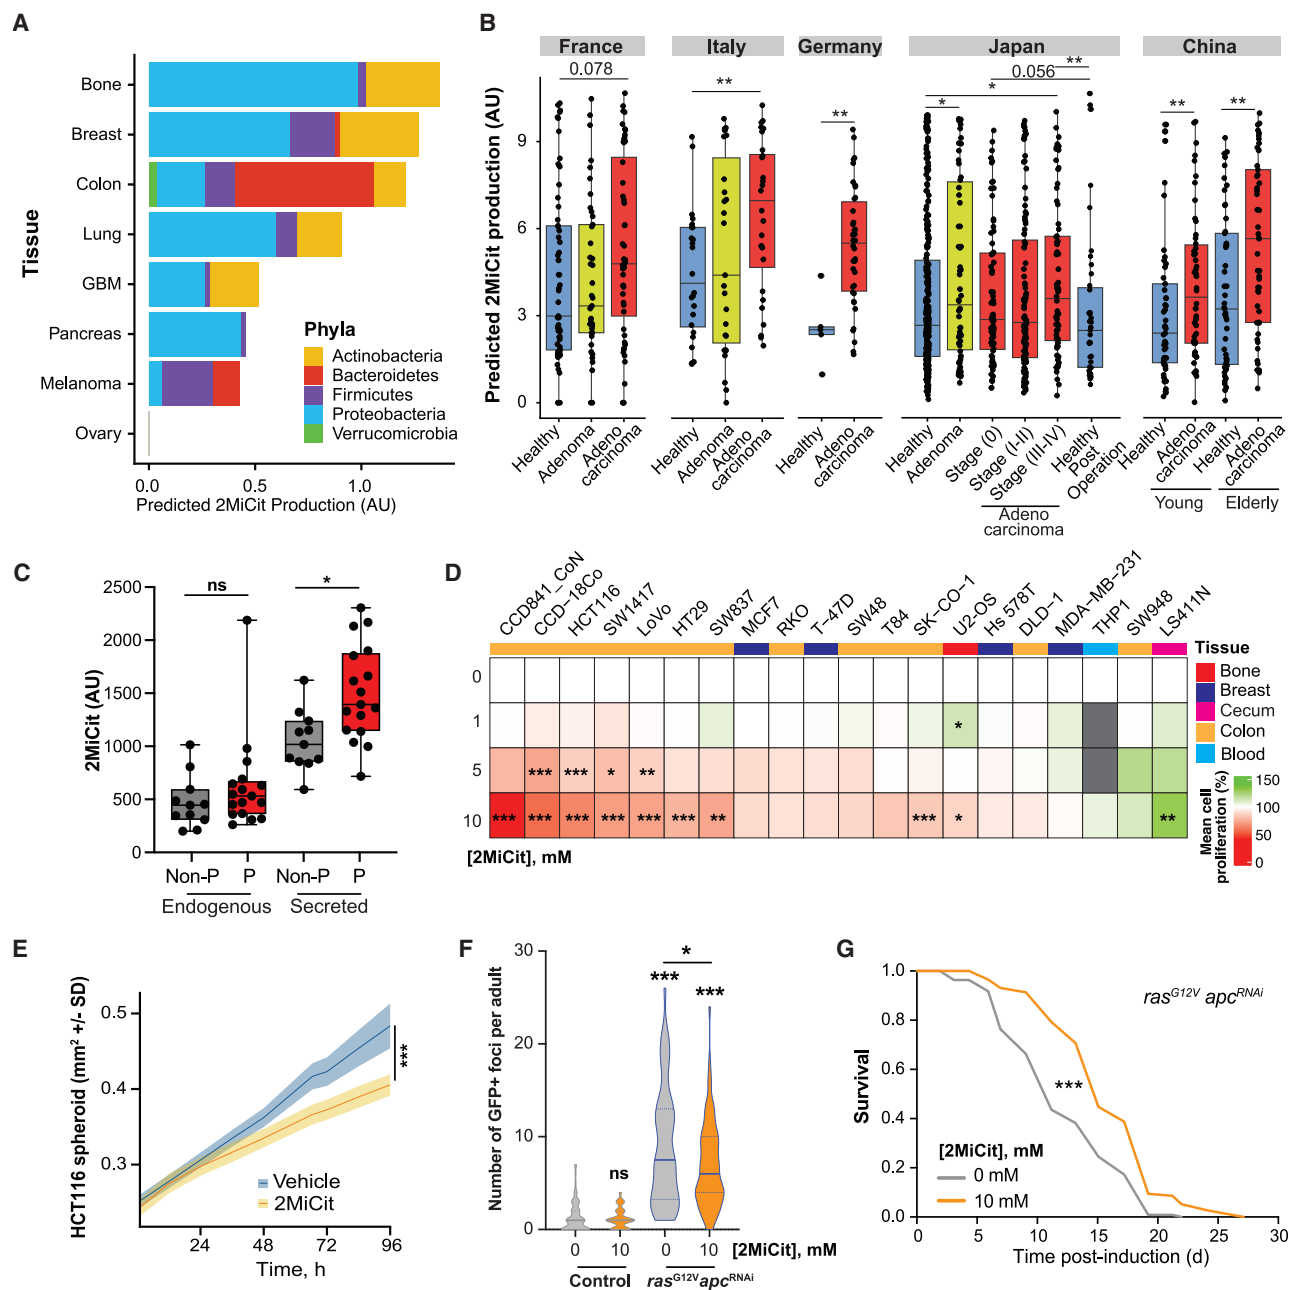 A
Tissue
Bone
Breast
Colon
Lung
GBM
Pancreas
Melanoma
Ovary
Phyla
Actinobacteria
Bacteroidetes
Firmicutes
Proteobacteria
Verrucomicrobia
0.0
0.5
1.0
Predicted 2MiCit Production (AU)
B
Predicted 2MiCit production (AU)
France
Italy
Germany
Japan
China
0.078
**
**
*
*
0.056
**
**
**
9
6
3
0
Healthy
Adenoma
Adeno
carcinoma
Healthy
Adenoma
Adeno
carcinoma
Healthy
Adeno
carcinoma
Healthy
Adenoma
Stage (0)
Stage (I-II)
Stage (III-IV)
Healthy
Post
Operation
Adeno
carcinoma
Healthy
Adeno
carcinoma
Healthy
Adeno
carcinoma
Young
Elderly
C
2MiCit (AU)
2500
2000
1500
1000
500
0
ns
*
Non-P
P
Non-P
P
Endogenous
Secreted
D
CCD841_CoN
CCD-18Co
HCT116
SW1417
LoVo
HT29
SW837
MCF7
RKO
T-47D
SW48
T84
SK-CO-1
U2-OS
Hs 578T
DLD-1
MDA-MB-231
THP1
SW948
LS411N
0
1
*
5
*** *** * **
10
*** *** *** *** *** *** ** *** * **
[2MiCit], mM
Tissue
Bone
Breast
Cecum
Colon
Blood
Mean cell
proliferation (%)
150
100
50
0
E
HCT116 spheroid (mm² +/- SD)
0.5
0.4
0.3
***
Vehicle
2MiCit
24
48
72
96
Time, h
F
Number of GFP+ foci per adult
30
20
10
0
ns
***
*
***
0
10
0
10
[2MiCit], mM
Control
ras^G12V apc^RNAi
G
Survival
1.0
0.8
0.6
0.4
0.2
0.0
ras^G12V apc^RNAi
***
[2MiCit], mM
0 mM
10 mM
0
5
10
15
20
25
30
Time post-induction (d)